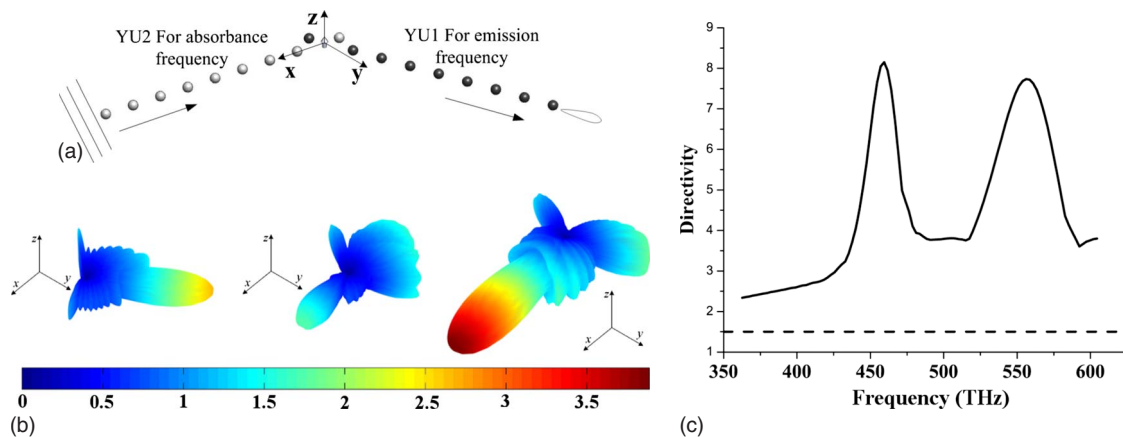 z
YU2 For absorbance
frequency
YU1 For emission
frequency
x
y
(a)
z
x
y
z
x
y
z
x
y
0 0.5 1 1.5 2 2.5 3 3.5
(b)
9
8
7
6
5
4
3
2
1
Directivity
350 400 450 500 550 600
Frequency (THz)
(c)